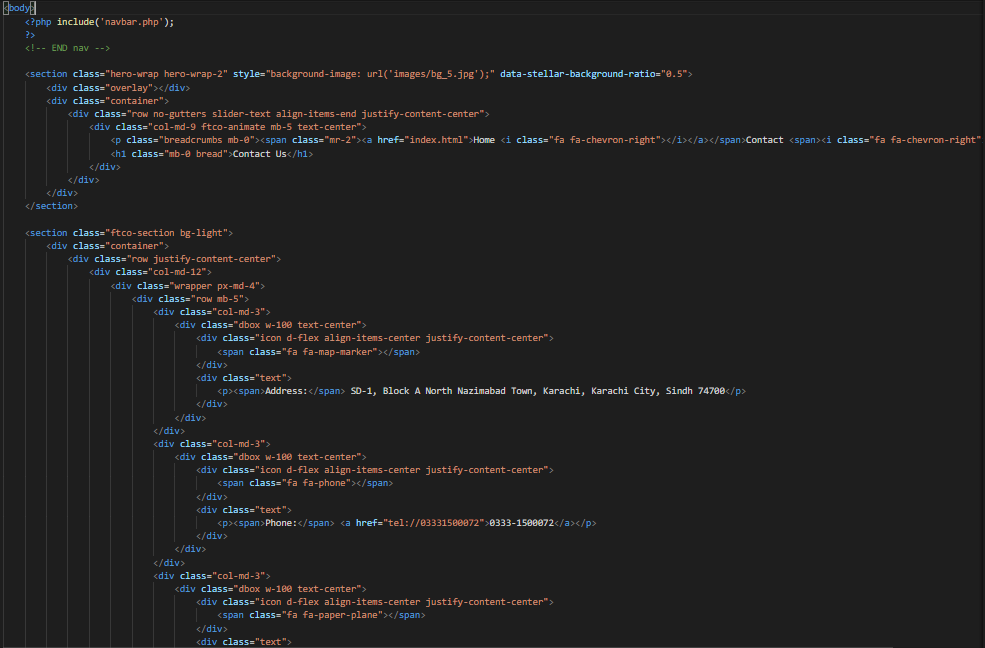 <body>
<?php include('navbar.php');
?>
<!-- END nav -->
<section class="hero-wrap hero-wrap-2" style="background-image: url('images/bg_5.jpg');" data-stellar-background-ratio="0.5">
<div class="overlay"></div>
<div class="container">
<div class="row no-gutters slider-text align-items-end justify-content-center">
<div class="col-md-9 ftco-animate mb-5 text-center">
<p class="breadcrumbs mb-0"><span class="mr-2"><a href="index.html">Home <i class="fa fa-chevron-right"></i></a></span>Contact <span><i class="fa fa-chevron-right"
<h1 class="mb-0 bread">Contact Us</h1>
</div>
</div>
</div>
</section>
<section class="ftco-section bg-light">
<div class="container">
<div class="row justify-content-center">
<div class="col-md-12">
<div class="wrapper px-md-4">
<div class="row mb-5">
<div class="col-md-3">
<div class="dbox w-100 text-center">
<div class="icon d-flex align-items-center justify-content-center">
<span class="fa fa-map-marker"></span>
</div>
<div class="text">
<p><span>Address:</span> SD-1, Block A North Nazimabad Town, Karachi, Karachi City, Sindh 74700</p>
</div>
</div>
</div>
<div class="col-md-3">
<div class="dbox w-100 text-center">
<div class="icon d-flex align-items-center justify-content-center">
<span class="fa fa-phone"></span>
</div>
<div class="text">
<p><span>Phone:</span> <a href="tel://03331500072">0333-1500072</a></p>
</div>
</div>
</div>
<div class="col-md-3">
<div class="dbox w-100 text-center">
<div class="icon d-flex align-items-center justify-content-center">
<span class="fa fa-paper-plane"></span>
</div>
<div class="text">